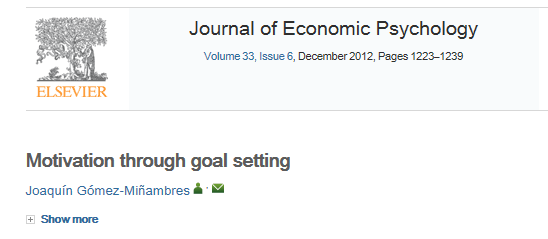 Journal of Economic Psychology
Volume 33, Issue 6, December 2012, Pages 1223–1239
ELSEVIER
Motivation through goal setting
Joaquín Gómez-Miñambres
Show more